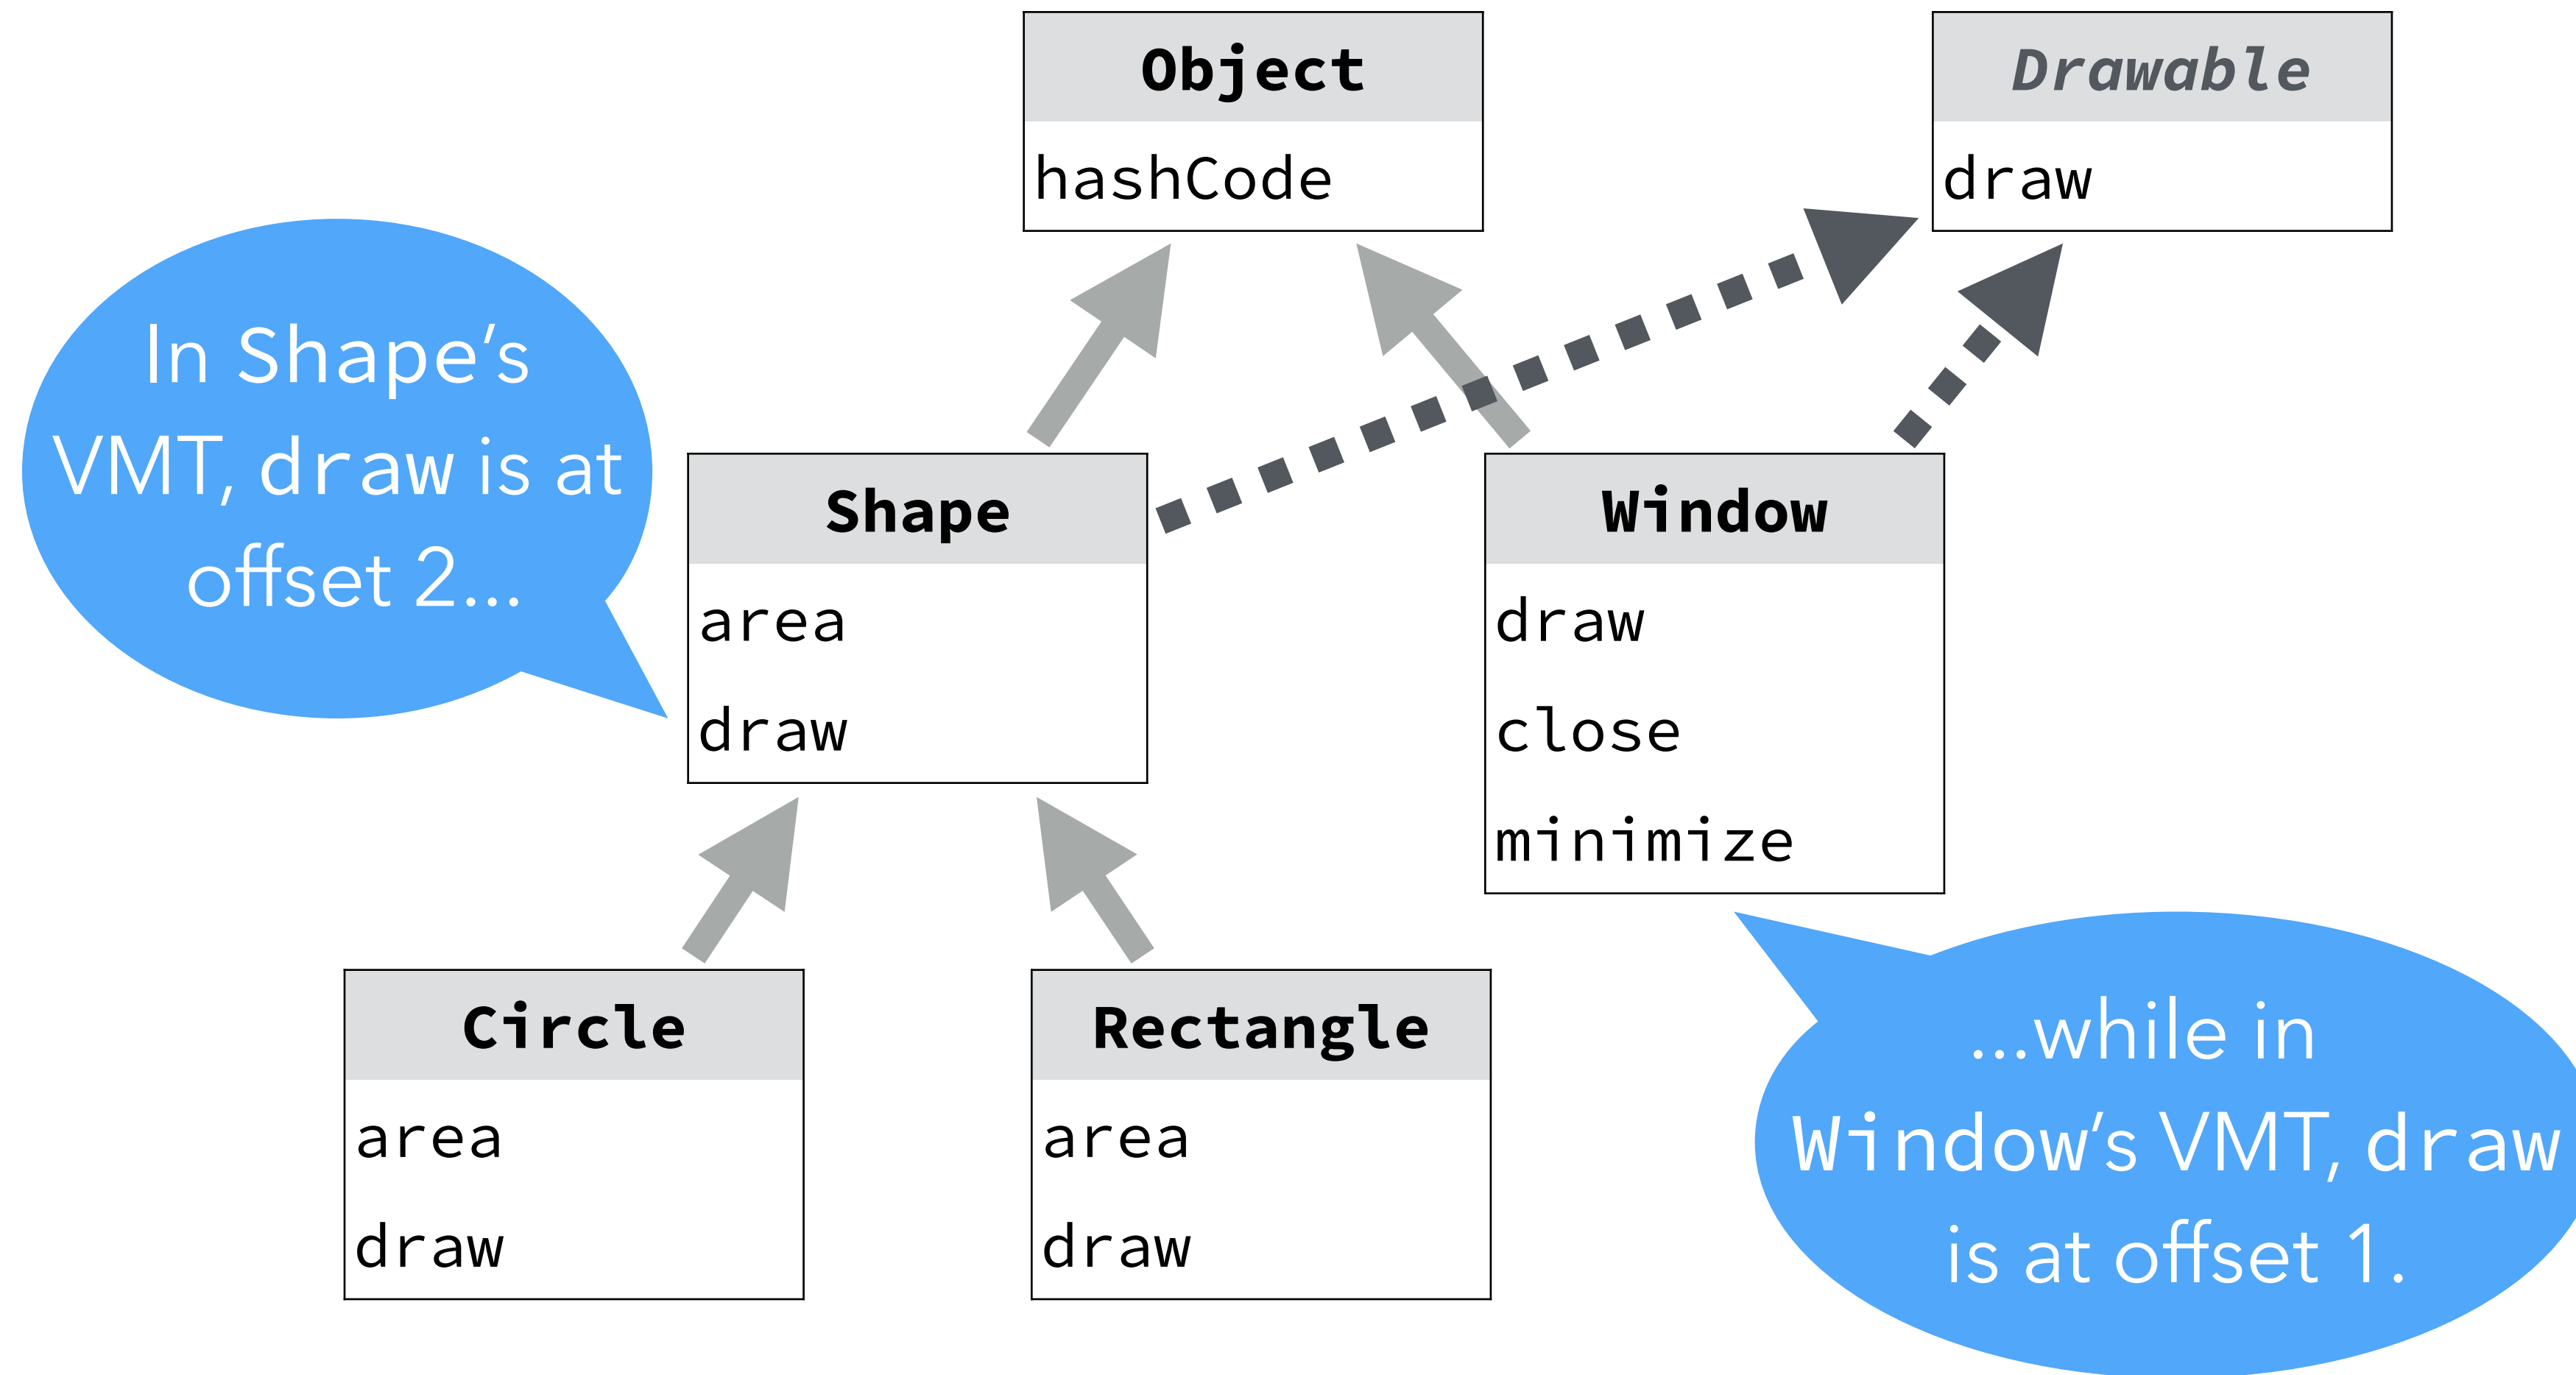 Object
hashCode
Drawable
draw
In Shape’s
VMT, draw is at
offset 2…
Shape
area
draw
Window
draw
close
minimize
Circle
area
draw
Rectangle
area
draw
…while in
Window’s VMT, draw
is at offset 1.